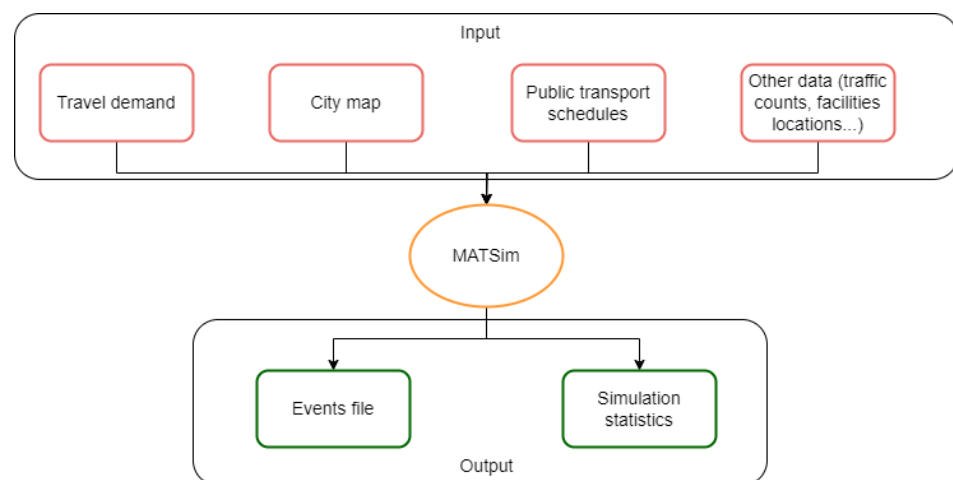 Input
Travel demand
City map
Public transport
schedules
Other data (traffic
counts, facilities
locations...)
MATSim
Events file
Simulation
statistics
Output